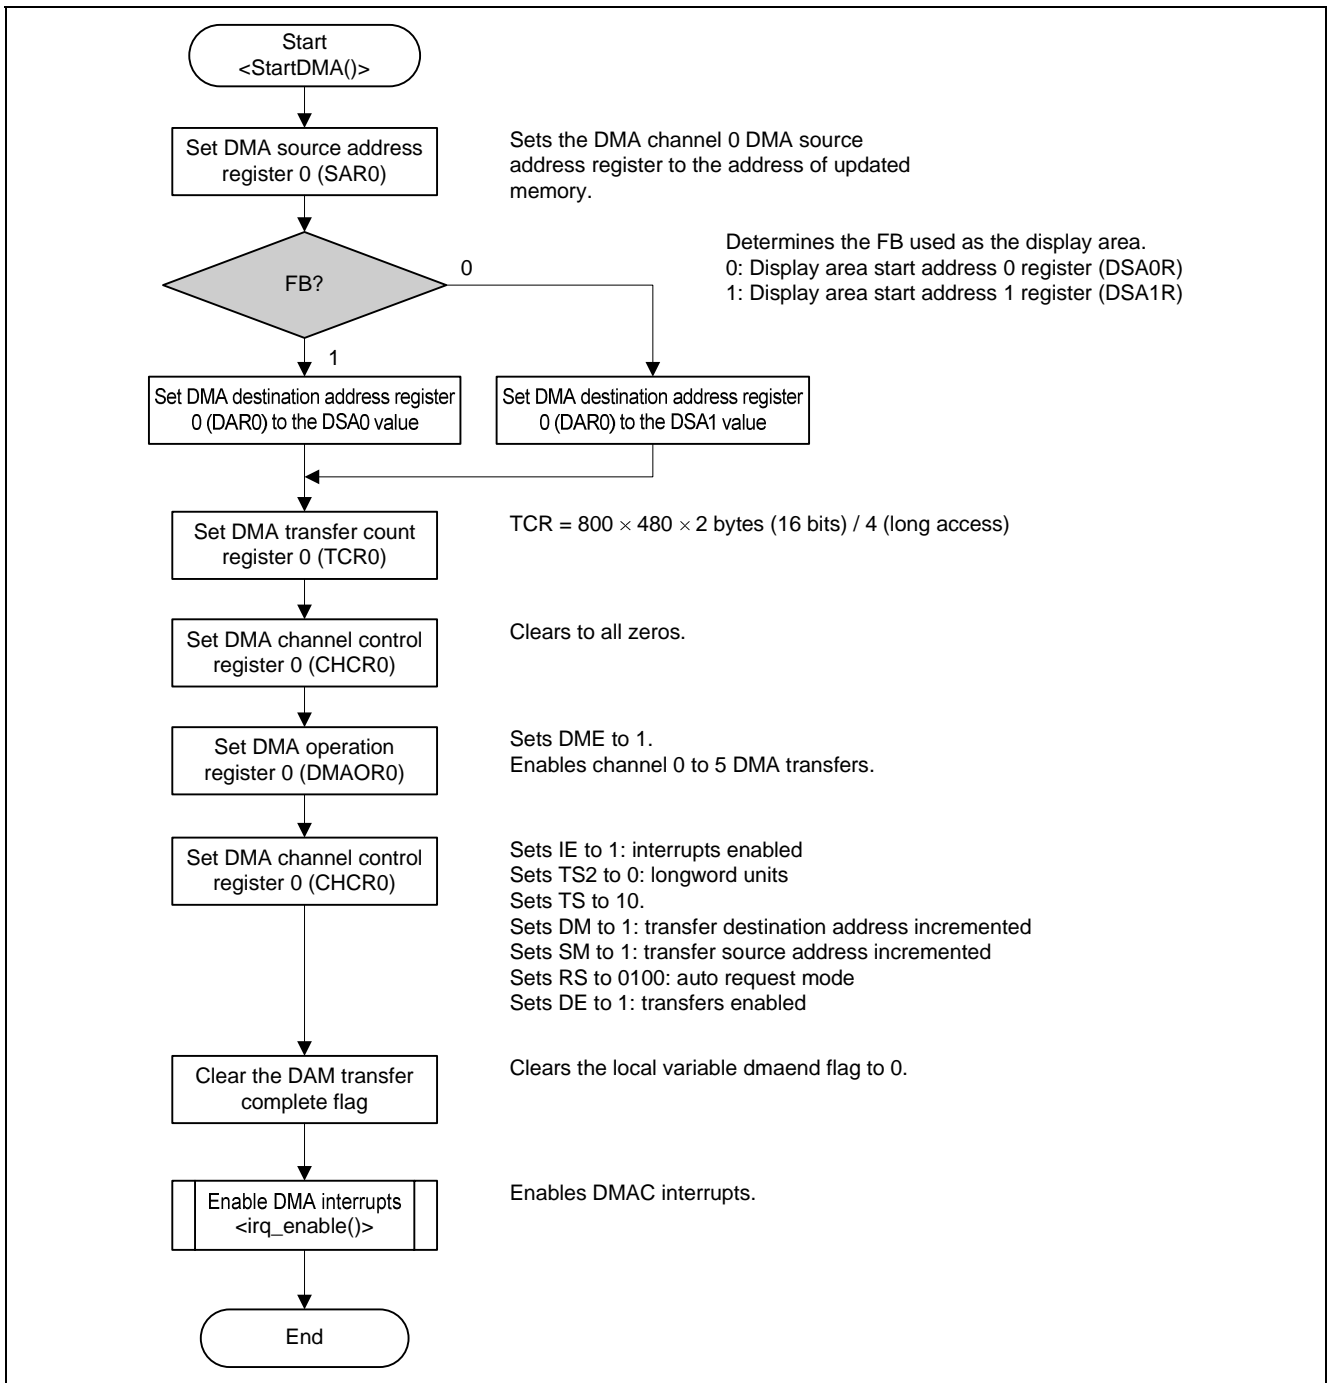 Start
<StartDMA()>
Set DMA source address
register 0 (SAR0)
Sets the DMA channel 0 DMA source
address register to the address of updated
memory.
FB?
0
Determines the FB used as the display area.
0: Display area start address 0 register (DSA0R)
1: Display area start address 1 register (DSA1R)
1
Set DMA destination address register
0 (DAR0) to the DSA0 value
Set DMA destination address register
0 (DAR0) to the DSA1 value
Set DMA transfer count
register 0 (TCR0)
TCR = 800 × 480 × 2 bytes (16 bits) / 4 (long access)
Set DMA channel control
register 0 (CHCR0)
Clears to all zeros.
Set DMA operation
register 0 (DMAOR0)
Sets DME to 1.
Enables channel 0 to 5 DMA transfers.
Set DMA channel control
register 0 (CHCR0)
Sets IE to 1: interrupts enabled
Sets TS2 to 0: longword units
Sets TS to 10.
Sets DM to 1: transfer destination address incremented
Sets SM to 1: transfer source address incremented
Sets RS to 0100: auto request mode
Sets DE to 1: transfers enabled
Clear the DAM transfer
complete flag
Clears the local variable dmaend flag to 0.
Enable DMA interrupts
<irq_enable()>
Enables DMAC interrupts.
End